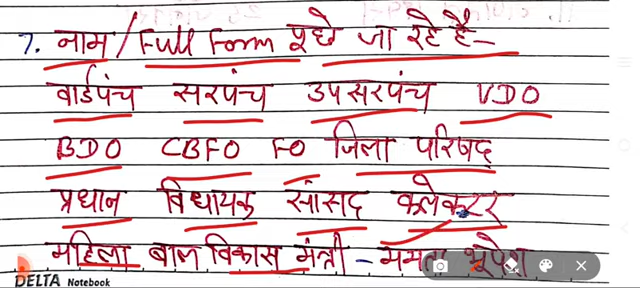 7. नाम / Full Form पूछे जा रहे है -
वार्डपंच सरपंच उपसरपंच VDO
BDO CBFO FO जिला परिषद्
प्रधान विधायक सांसद कलेक्टर
महिला बाल विकास मंत्री - ममता भूपेश
DELTA Notebook